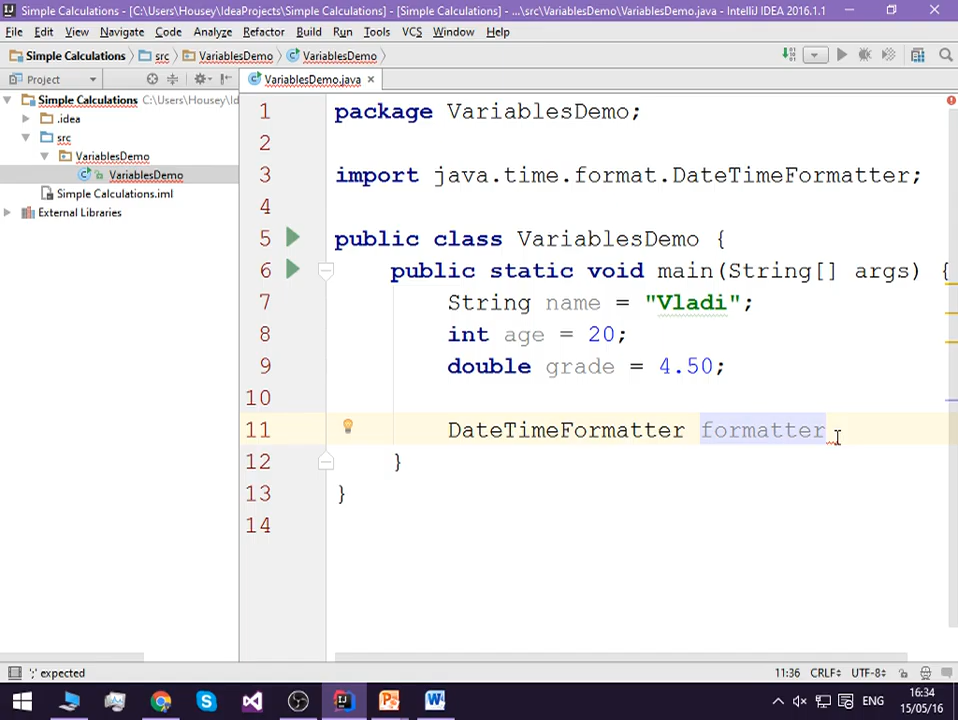 Simple Calculations - [C:\Users\Housey\IdeaProjects\Simple Calculations] - [Simple Calculations] - ...\src\VariablesDemo\VariablesDemo.java - IntelliJ IDEA 2016.1.1
File Edit View Navigate Code Analyze Refactor Build Run Tools VCS Window Help
Simple Calculations src VariablesDemo VariablesDemo
Project VariablesDemo.java
Simple Calculations C:\Users\Housey\Id
.idea
src
VariablesDemo
VariablesDemo
Simple Calculations.iml
External Libraries
1 package VariablesDemo;
2
3 import java.time.format.DateTimeFormatter;
4
5 public class VariablesDemo {
6 public static void main(String[] args) {
7 String name = "Vladi";
8 int age = 20;
9 double grade = 4.50;
10
11 DateTimeFormatter formatter
12 }
13 }
14
';' expected 11:36 CRLF UTF-8
ENG 16:34
15/05/16